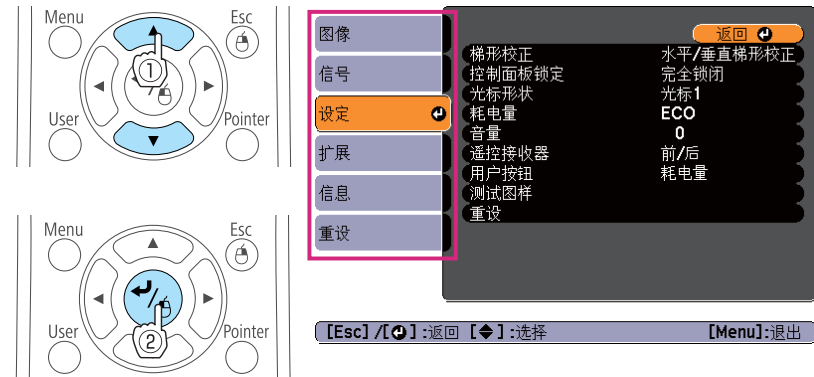 Menu
Esc
①
User
Pointer
Menu
Esc
User
②
Pointer
图像
信号
设定
扩展
信息
重设
返回
梯形校正 水平/垂直梯形校正
控制面板锁定 完全锁闭
光标形状 光标1
耗电量 ECO
音量 0
遥控接收器 前/后
用户按钮 耗电量
测试图样
重设
[Esc] /[ ] :返回 [ ] :选择 [Menu]:退出